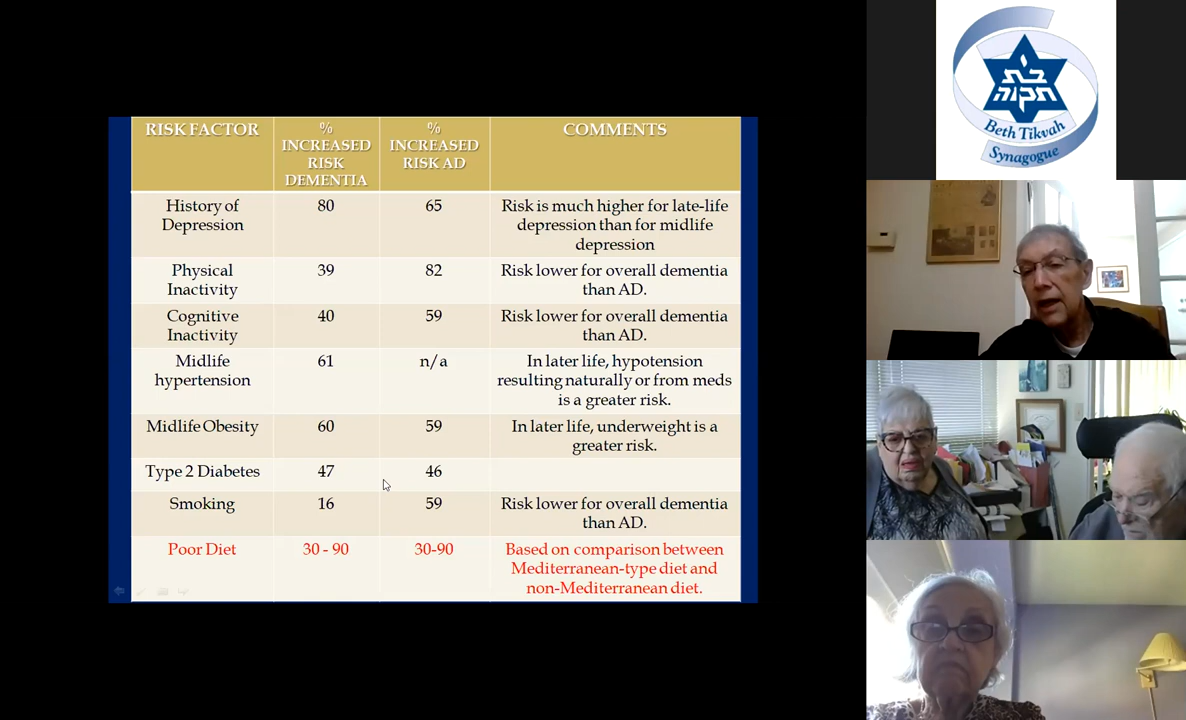 RISK FACTOR
%
INCREASED
RISK
DEMENTIA
%
INCREASED
RISK AD
COMMENTS
History of
Depression
80
65
Risk is much higher for late-life
depression than for midlife
depression
Physical
Inactivity
39
82
Risk lower for overall dementia
than AD.
Cognitive
Inactivity
40
59
Risk lower for overall dementia
than AD.
Midlife
hypertension
61
n/a
In later life, hypotension
resulting naturally or from meds
is a greater risk.
Midlife Obesity
60
59
In later life, underweight is a
greater risk.
Type 2 Diabetes
47
46
Smoking
16
59
Risk lower for overall dementia
than AD.
Poor Diet
30 - 90
30-90
Based on comparison between
Mediterranean-type diet and
non-Mediterranean diet.
בת
תקוה
Beth Tikvah
Synagogue